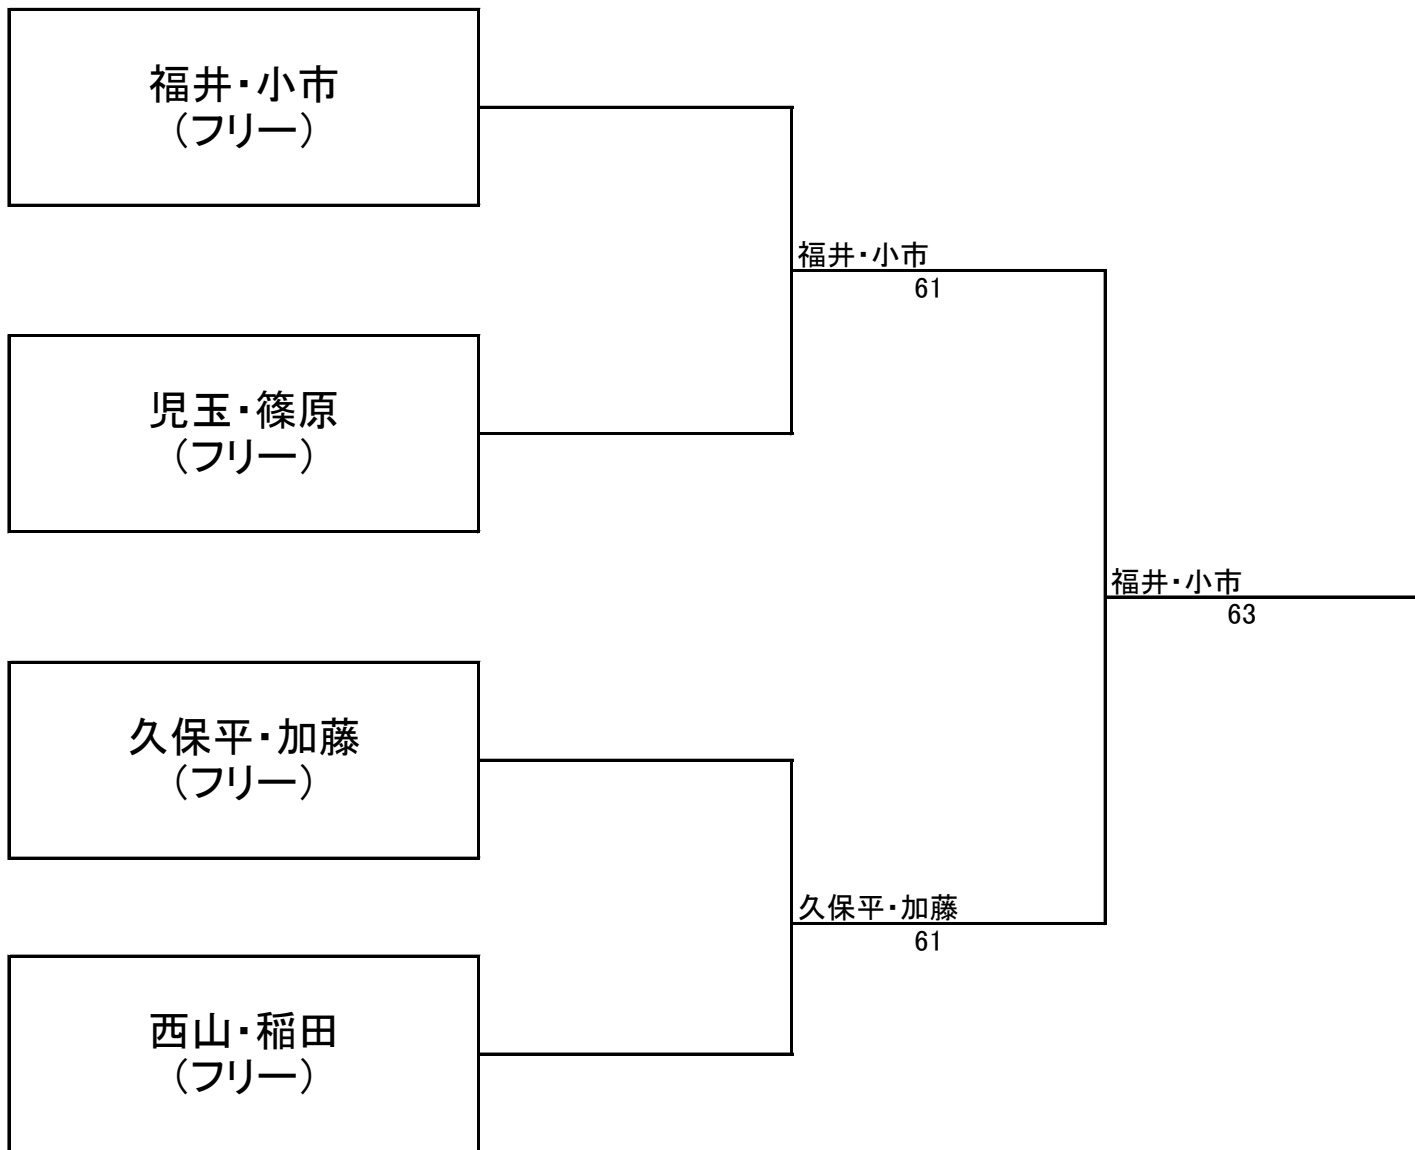 福井・小市
（フリー）
福井・小市
61
児玉・篠原
（フリー）
福井・小市
63
久保平・加藤
（フリー）
久保平・加藤
61
西山・稲田
（フリー）